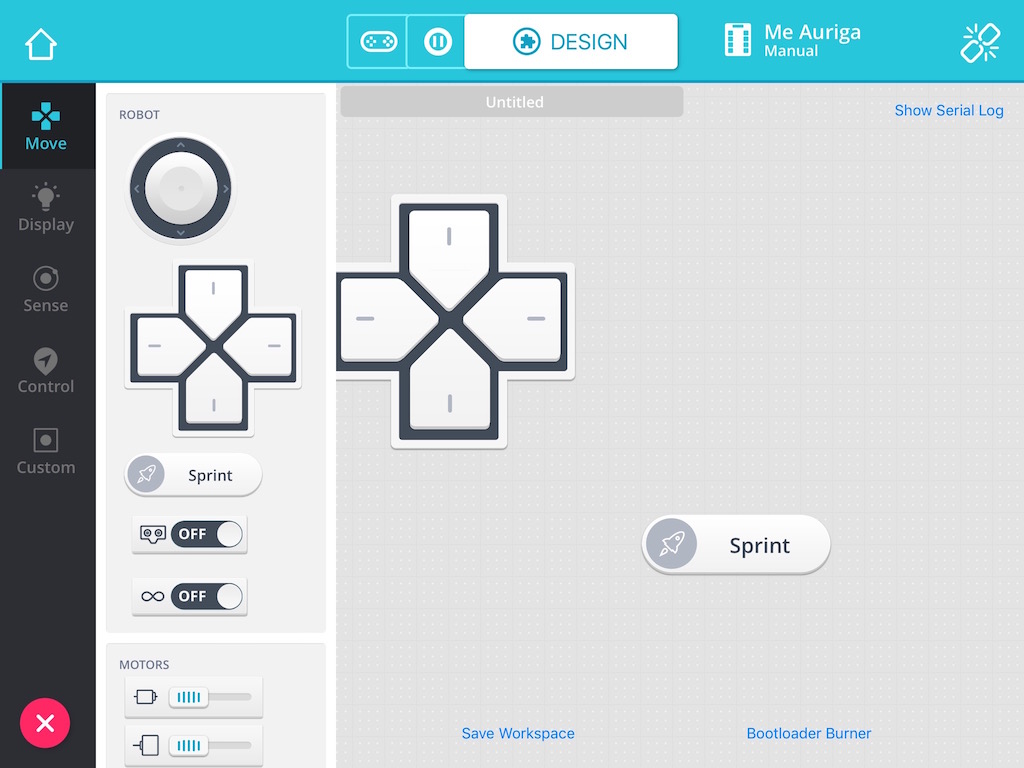 DESIGN
Me Auriga
Manual
Move
Display
Sense
Control
Custom
ROBOT
Sprint
OFF
OFF
MOTORS
Untitled
Show Serial Log
Sprint
Save Workspace
Bootloader Burner